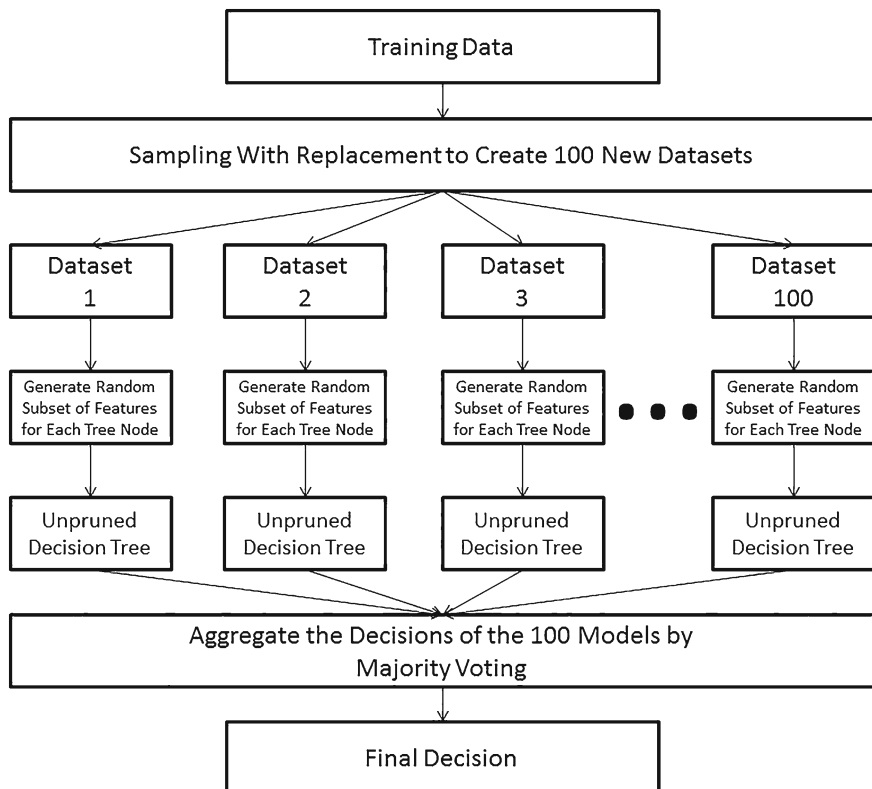 Training Data
Sampling With Replacement to Create 100 New Datasets
Dataset
1
Dataset
2
Dataset
3
Dataset
100
Generate Random
Subset of Features
for Each Tree Node
Generate Random
Subset of Features
for Each Tree Node
Generate Random
Subset of Features
for Each Tree Node
Generate Random
Subset of Features
for Each Tree Node
Unpruned
Decision Tree
Unpruned
Decision Tree
Unpruned
Decision Tree
Unpruned
Decision Tree
Aggregate the Decisions of the 100 Models by
Majority Voting
Final Decision